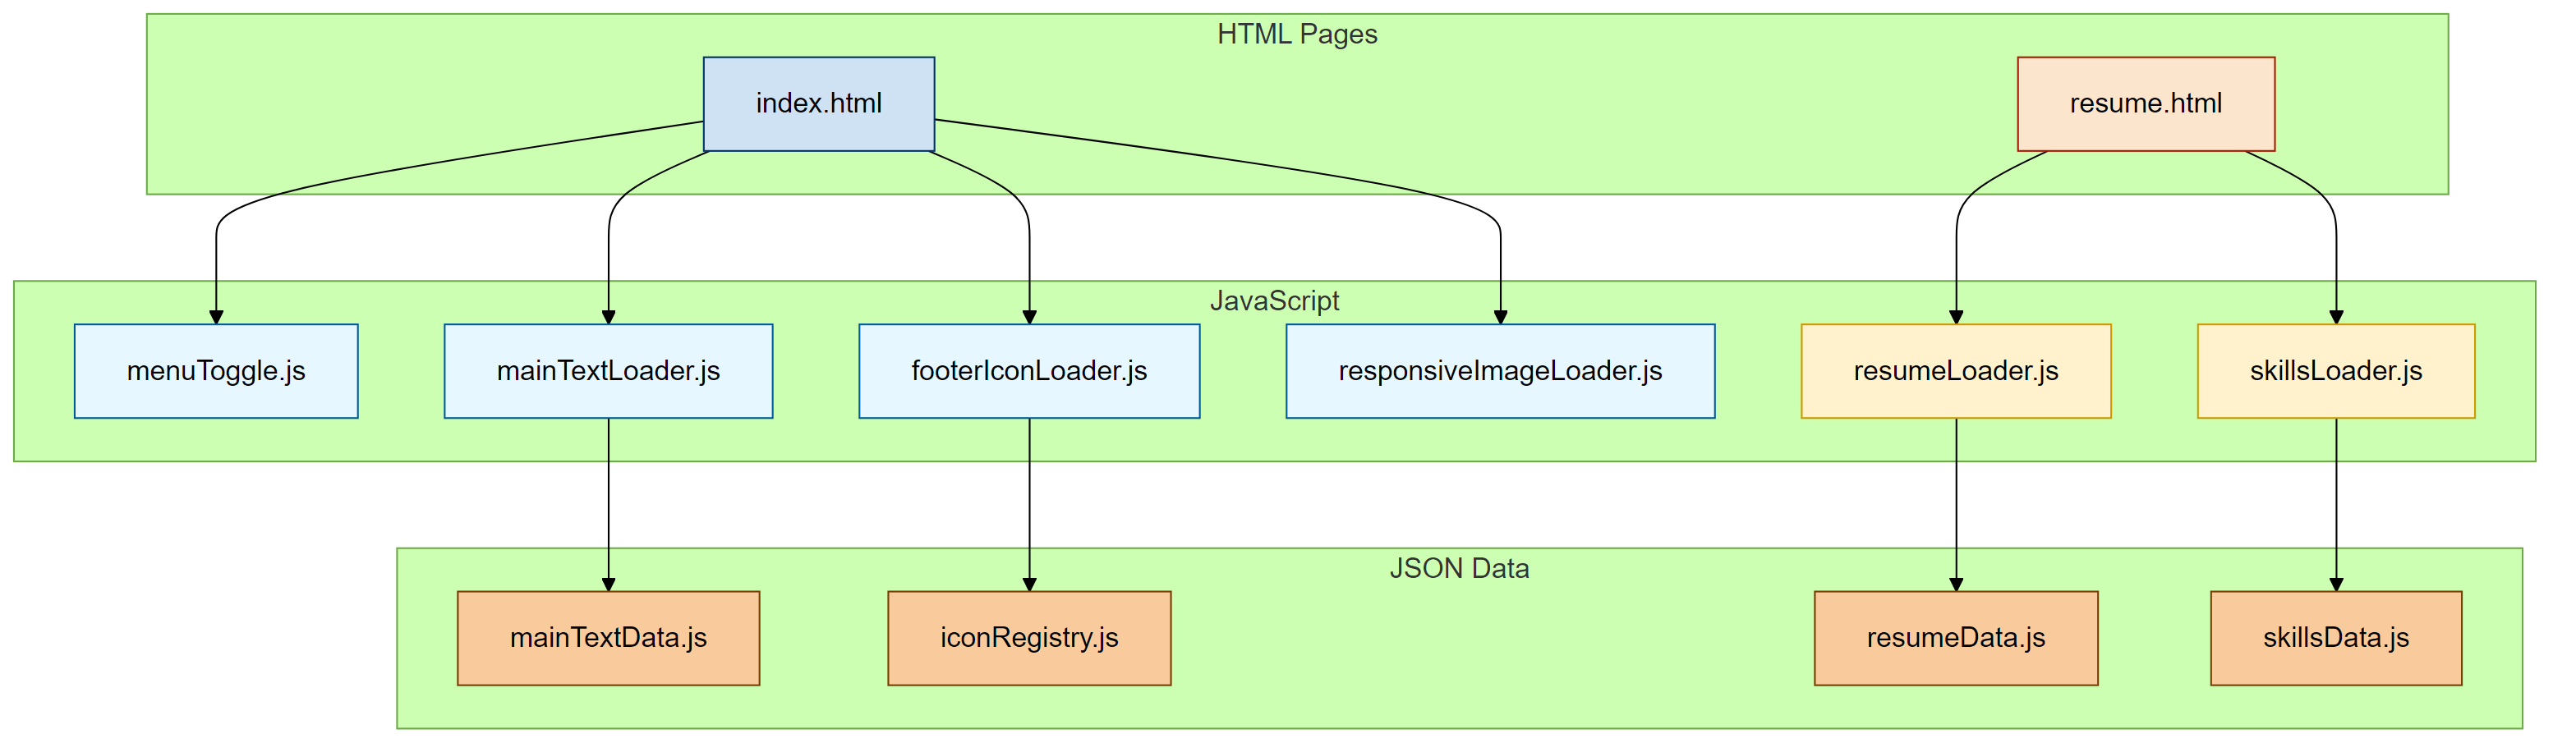 HTML Pages
index.html
resume.html
JavaScript
menuToggle.js
mainTextLoader.js
footerIconLoader.js
responsiveImageLoader.js
resumeLoader.js
skillsLoader.js
JSON Data
mainTextData.js
iconRegistry.js
resumeData.js
skillsData.js